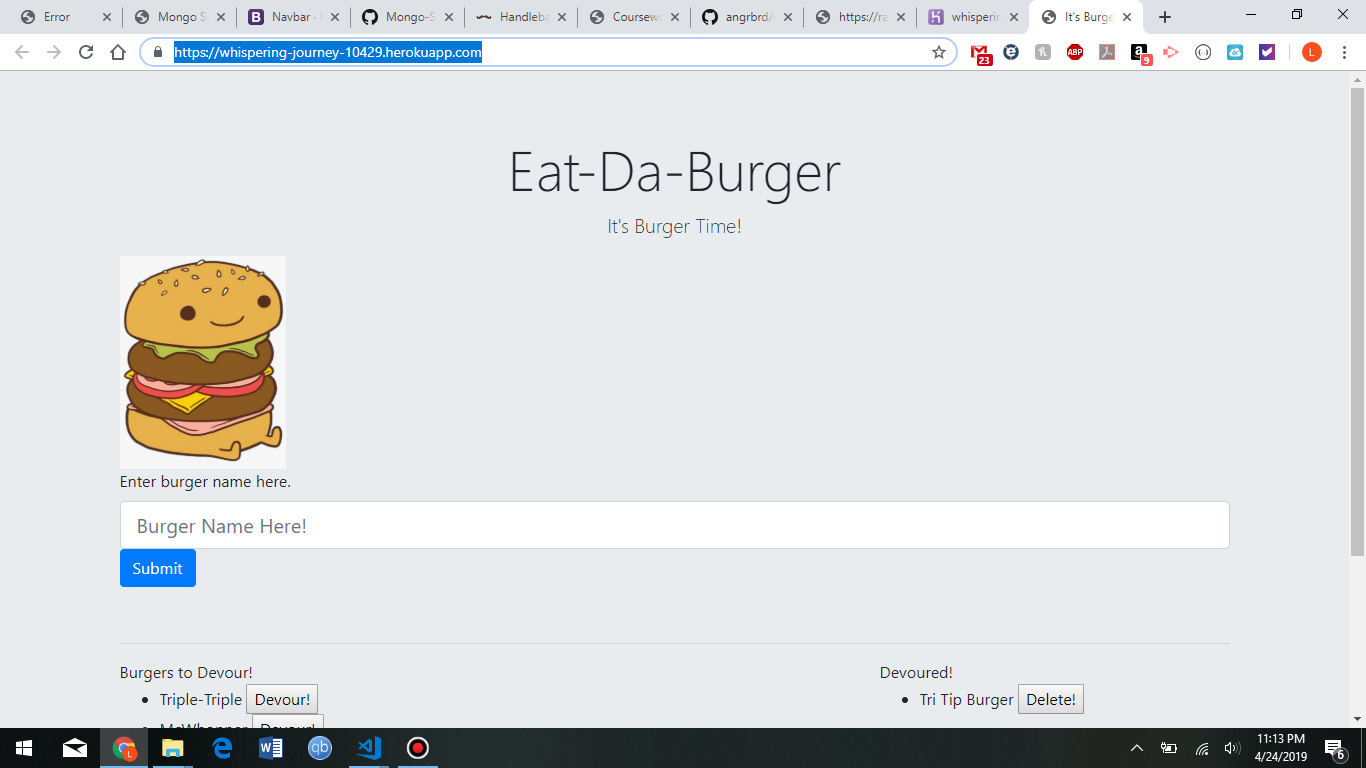 Error
Mongo S
Navbar -
Mongo-S
Handleba
Coursewo
angrbrd/
https://ra
whisperin
It's Burge
https://whispering-journey-10429.herokuapp.com
23
ABP
9
L
Eat-Da-Burger
It's Burger Time!
Enter burger name here.
Burger Name Here!
Submit
Burgers to Devour!
Devoured!
Triple-Triple Devour!
Tri Tip Burger Delete!
McWhopper Devour!
L
qb
11:13 PM
4/24/2019
6